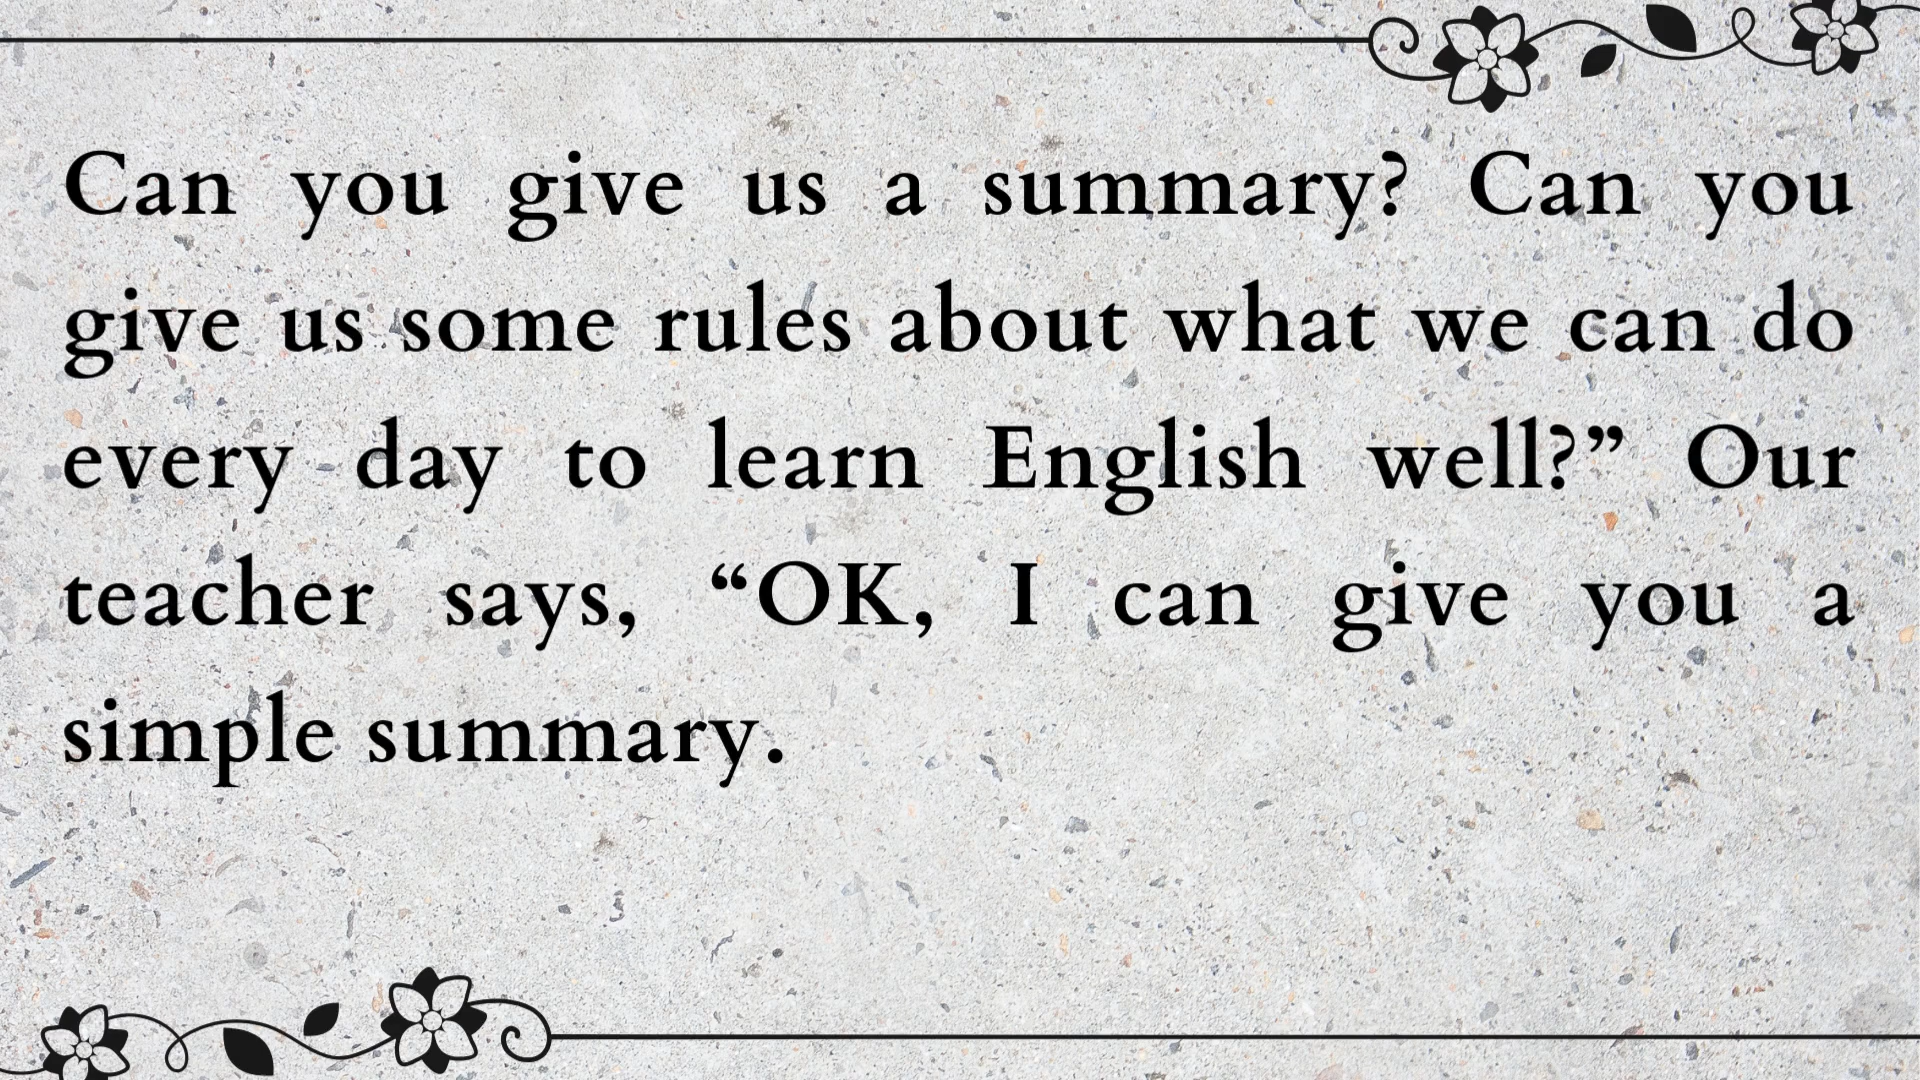 Can you give us a summary? Can you
give us some rules about what we can do
every day to learn English well?” Our
teacher says, “OK, I can give you a
simple summary.